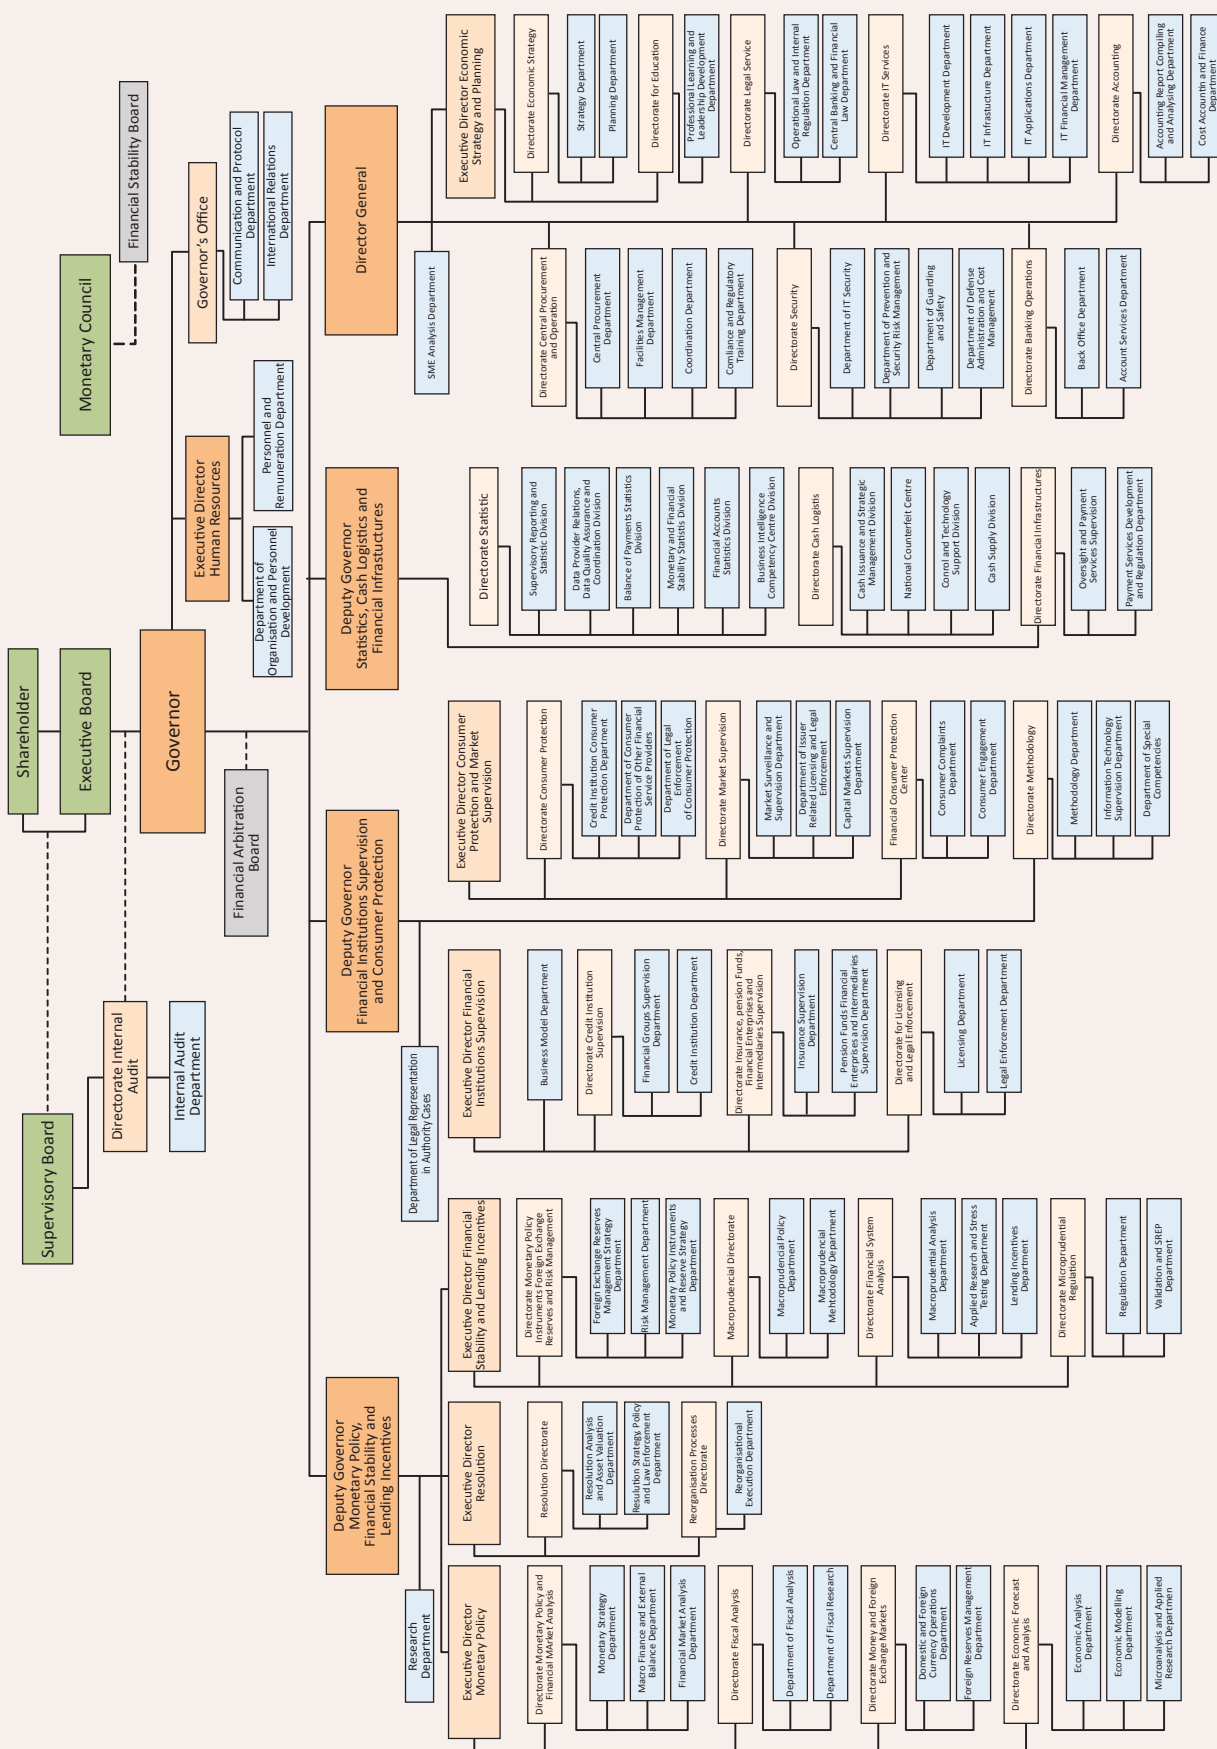 Shareholder
Executive Board
Supervisory Board
Monetary Council
Financial Stability Board
Governor
Financial Arbitration
Board
Directorate Internal
Audit
Internal Audit
Department
Executive Director
Human Resources
Department of
Organisation and Personnel
Development
Personnel and
Remuneration Department
Governor's Office
Communication and Protocol
Department
International Relations
Department
Deputy Governor
Monetary Policy,
Financial Stability and
Lending Incentives
Research
Department
Executive Director
Monetary Policy
Directorate Monetary Policy and
Financial Market Analysis
Monetary Strategy
Department
Macro Finance and External
Balance Department
Financial Market Analysis
Department
Directorate Fiscal Analysis
Department of Fiscal Analysis
Department of Fiscal Research
Directorate Money and Foreign
Exchange Markets
Domestic and Foreign
Currency Operations
Department
Foreign Reserves Management
Department
Directorate Economic Forecast
and Analysis
Economic Analysis
Department
Economic Modelling
Department
Microanalysis and Applied
Research Departmen
Executive Director
Resolution
Resolution Directorate
Resolution Analysis
and Asset Valuation
Department
Resulution Strategy, Policy
and Law Enforcement
Department
Reorganisation Processes
Directorate
Reorganisational
Execution Department
Executive Director Financial
Stability and Lending Incentives
Directorate Monetary Policy
Instruments Foreign Exchange
Reserves and Risk Management
Foreign Exchange Reserves
Management Strategy
Department
Risk Management Department
Monetary Policy Instruments
and Reserve Strategy
Department
Macroprudencial Directorate
Macroprudencial Policy
Department
Macroprudencial
Mehtodology Department
Directorate Financial System
Analysis
Macroprudential Analysis
Department
Applied Research and Stress
Testing Department
Lending Incentives
Department
Directorate Microprudential
Regulation
Regulation Department
Validation and SREP
Department
Deputy Governor
Financial Institutions Supervision
and Consumer Protection
Department of Legal Representation
in Authority Cases
Executive Director Financial
Institutions Supervision
Business Model Department
Directorate Credit Institution
Supervision
Financial Groups Supervision
Department
Credit Institution Department
Directorate Insurance, pension Funds,
Financial Enterprises and
Intermediaries Supervision
Insurance Supervision
Department
Pension Funds Financial
Enterprises and Intermediaries
Supervision Department
Directorate for Licensing
and Legal Enforcement
Licensing Department
Legal Enforcement Department
Executive Director Consumer
Protection and Market
Supervision
Directorate Consumer Protection
Credit Institution Consumer
Protection Department
Department of Consumer
Protection of Other Financial
Service Providers
Department of Legal
Enforcement
of Consumer Protection
Directorate Market Supervision
Market Surveillance and
Supervision Department
Department of Issuer
Related Licensing and Legal
Enforcement
Capital Markets Supervision
Department
Financial Consumer Protection
Center
Consumer Complaints
Department
Consumer Engagement
Department
Directorate Methodology
Methodology Department
Information Technology
Supervision Department
Department of Special
Competencies
Deputy Governor
Statistics, Cash Logistics and
Financial Infrastuctures
Directorate Statistic
Supervisory Reporting and
Statistic Division
Data Provider Relations,
Data Quality Assurance and
Coordination Division
Balance of Payments Statistics
Division
Monetary and Financial
Stability Statistis Division
Financial Accounts
Statistics Division
Business Intelligence
Competency Centre Division
Directorate Cash Logistis
Cash Issuance and Strategic
Management Division
National Counterfeit Centre
Conrol and Technology
Support Division
Cash Supply Division
Directorate Financial Infrastructures
Oversight and Payment
Services Supervision
Payment Services Development
and Regulation Department
Director General
SME Analysis Department
Directorate Central Procurement
and Operation
Central Procurement
Department
Facilities Management
Department
Coordination Department
Comliance and Regulatory
Training Department
Directorate Security
Department of IT Security
Department of Prevention and
Security Risk Management
Department of Guarding
and Safety
Department of Defense
Administration and Cost
Management
Directorate Banking Operations
Back Office Department
Account Services Department
Executive Director Economic
Strategy and Planning
Directorate Economic Strategy
Strategy Department
Planning Department
Directorate for Education
Professional Learning and
Leadership Development
Department
Directorate Legal Service
Operational Law and Internal
Regulation Department
Central Banking and Financial
Law Department
Directorate IT Services
IT Development Department
IT Infrastucture Department
IT Applications Department
IT Financial Management
Department
Directorate Accounting
Accounting Report Compiling
and Analysing Department
Cost Accountin and Finance
Department